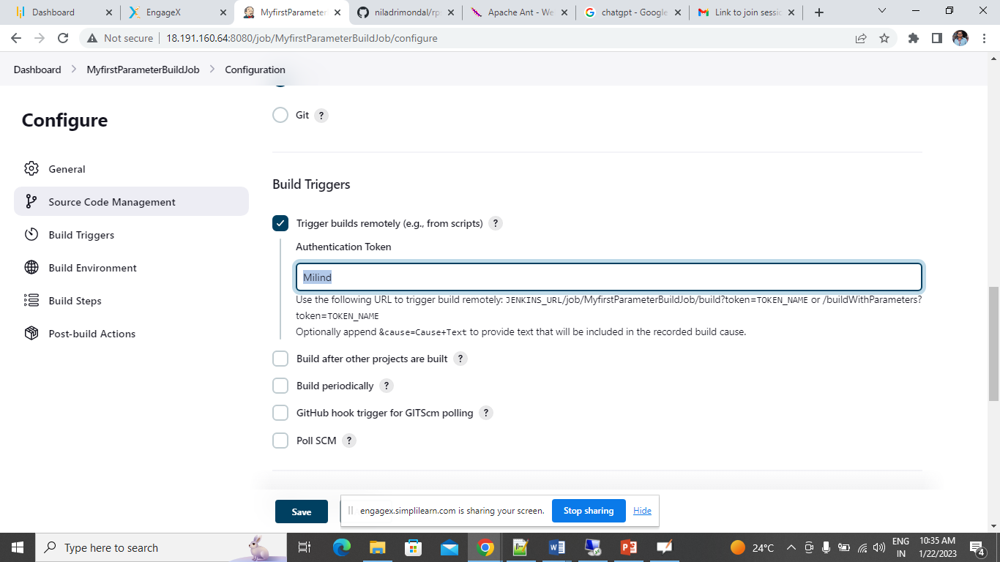 Dashboard
EngageX
MyfirstParameter
niladrimondal/rp
Apache Ant - We
chatgpt - Google
Link to join sessic
Not secure
18.191.160.64:8080/job/MyfirstParameterBuildJob/configure
Dashboard > MyfirstParameterBuildJob > Configuration
Configure
General
Source Code Management
Build Triggers
Build Environment
Build Steps
Post-build Actions
Git ?
Build Triggers
Trigger builds remotely (e.g., from scripts) ?
Authentication Token
Milind
Use the following URL to trigger build remotely: JENKINS_URL/job/MyfirstParameterBuildJob/build?token=TOKEN_NAME or /buildWithParameters?
token=TOKEN_NAME
Optionally append &cause=Cause+Text to provide text that will be included in the recorded build cause.
Build after other projects are built ?
Build periodically ?
GitHub hook trigger for GITScm polling ?
Poll SCM ?
Save
engagex.simplilearn.com is sharing your screen.
Stop sharing
Hide
Type here to search
24°C
ENG
IN
10:35 AM
1/22/2023
4